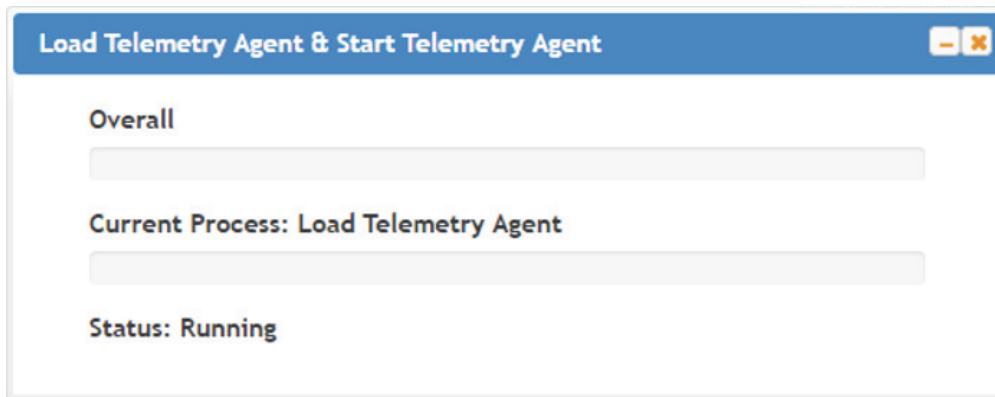 Load Telemetry Agent & Start Telemetry Agent
Overall
Current Process: Load Telemetry Agent
Status: Running